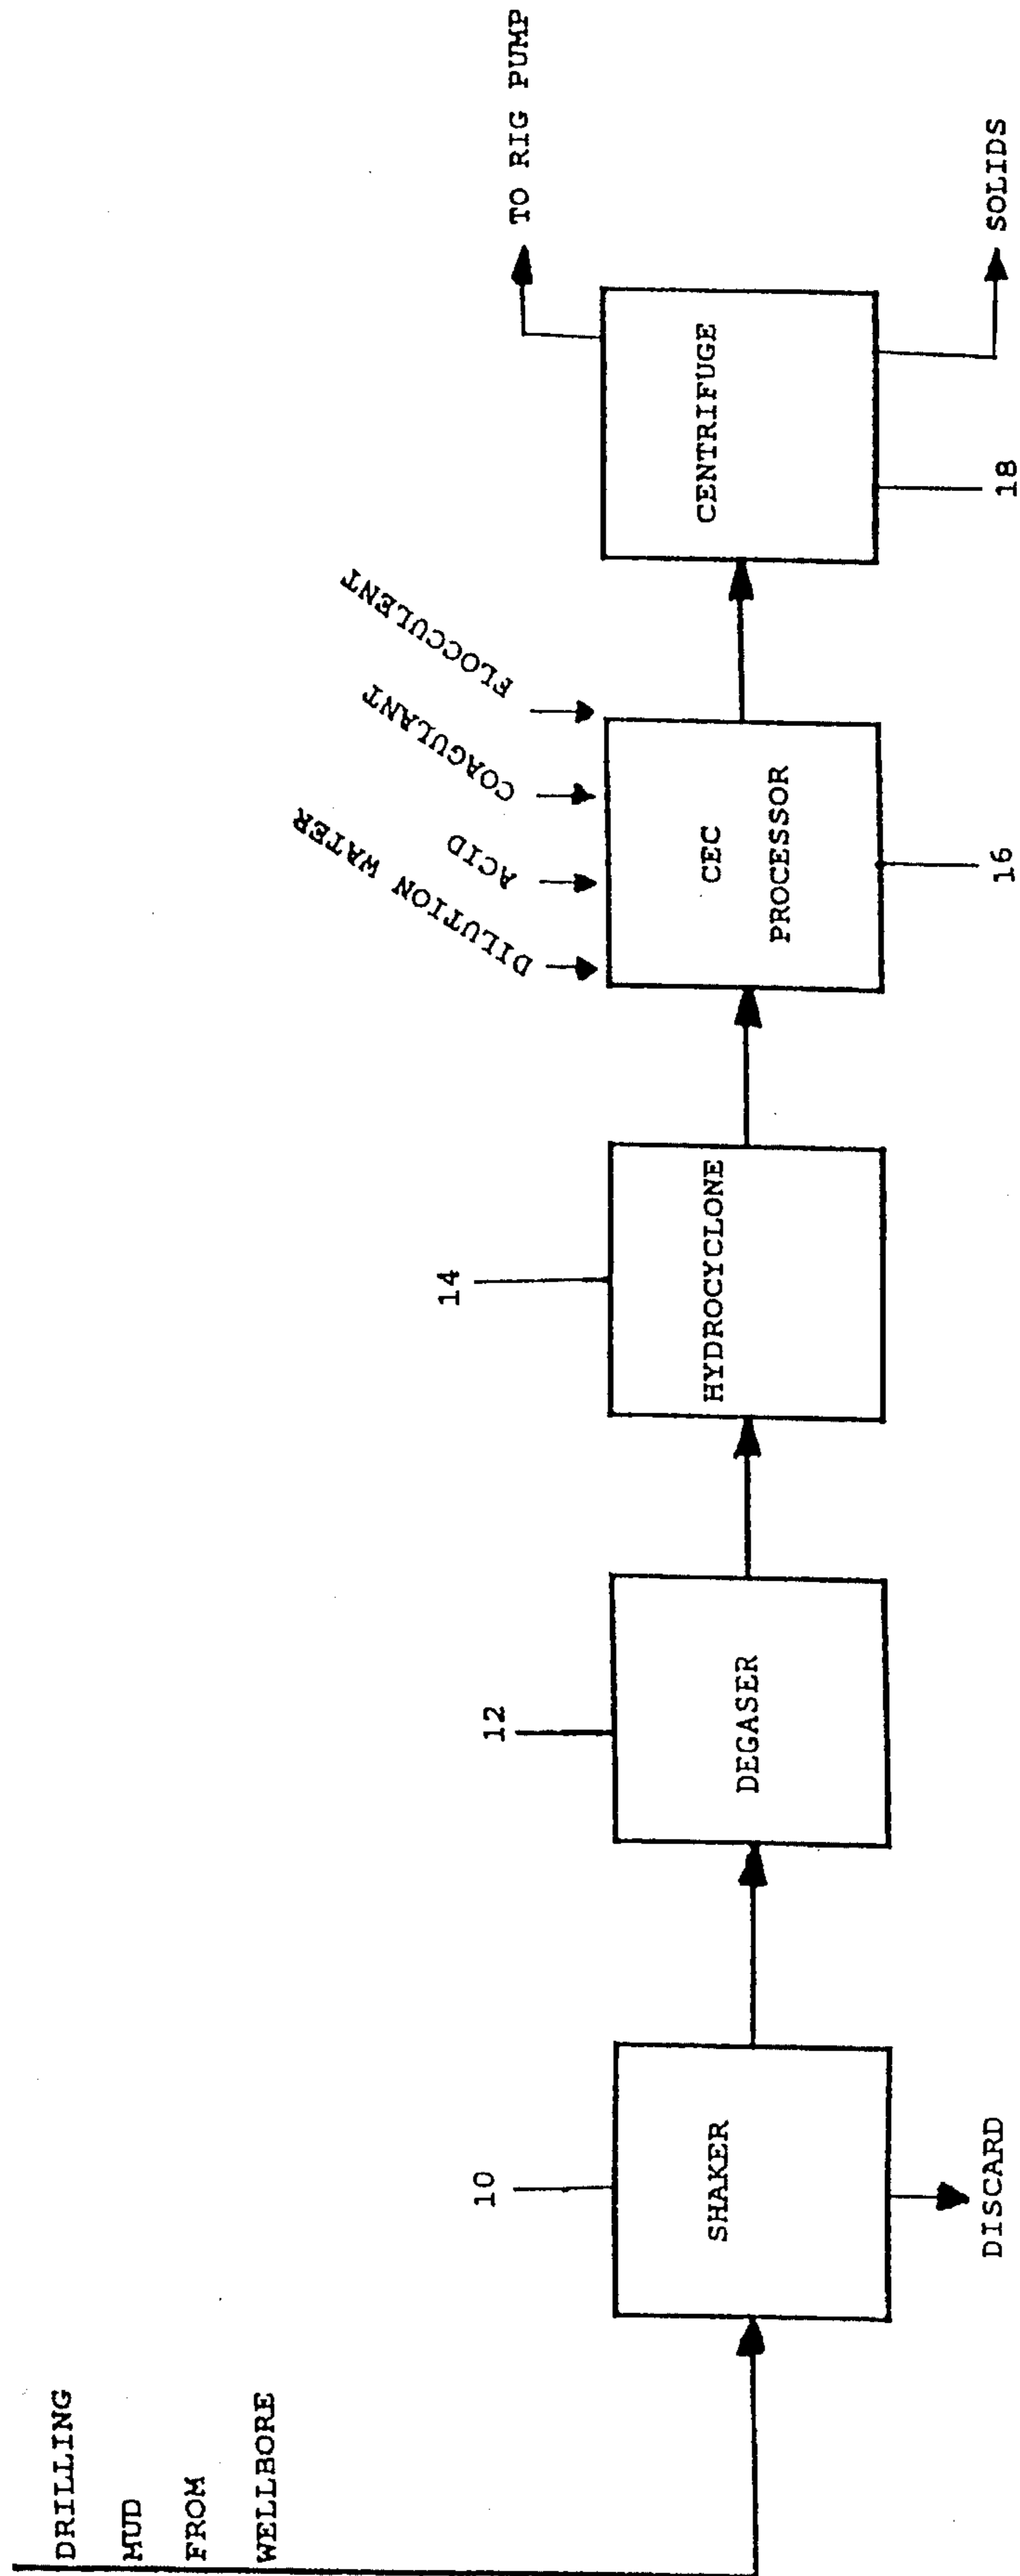 DRILLING
MUD
FROM
WELLBORE
10
SHAKER
DISCARD
12
DEGASER
14
HYDROCYCLONE
DILUTION WATER
ACID
COAGULANT
FLOCCULENT
CEC
PROCESSOR
16
CENTRIFUGE
18
TO RIG PUMP
SOLIDS